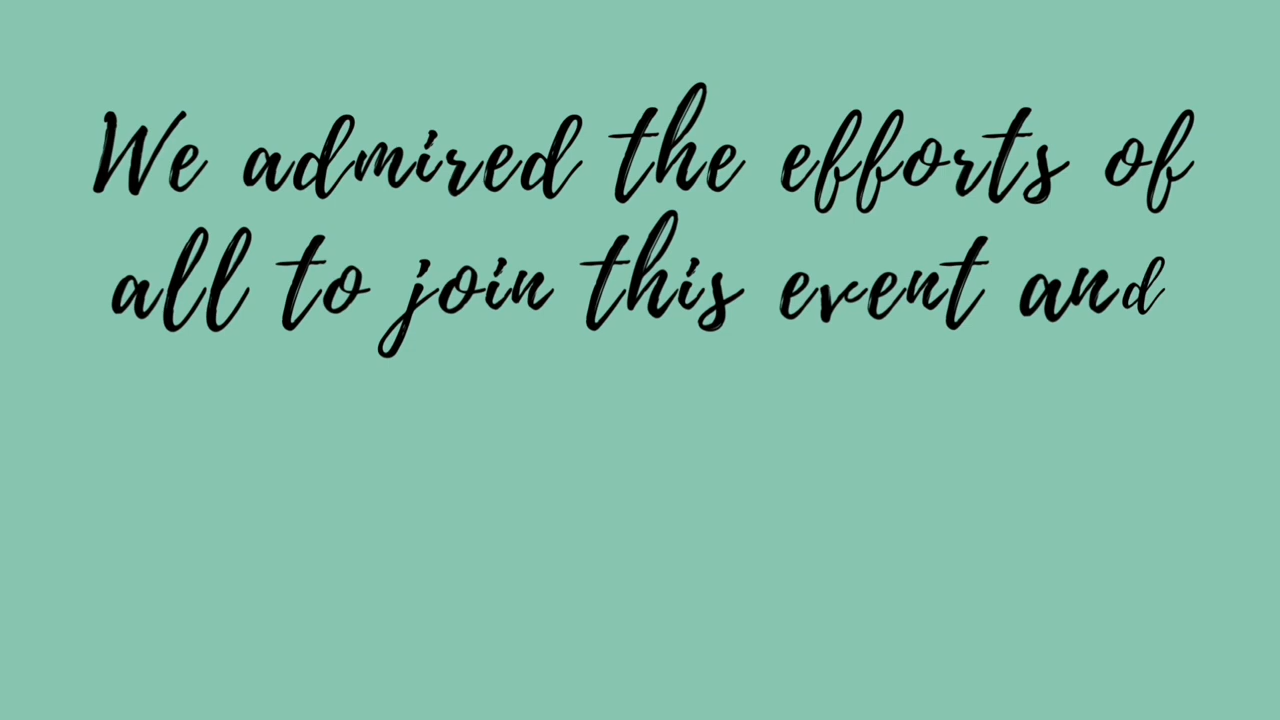 We admired the efforts of
all to join this event and